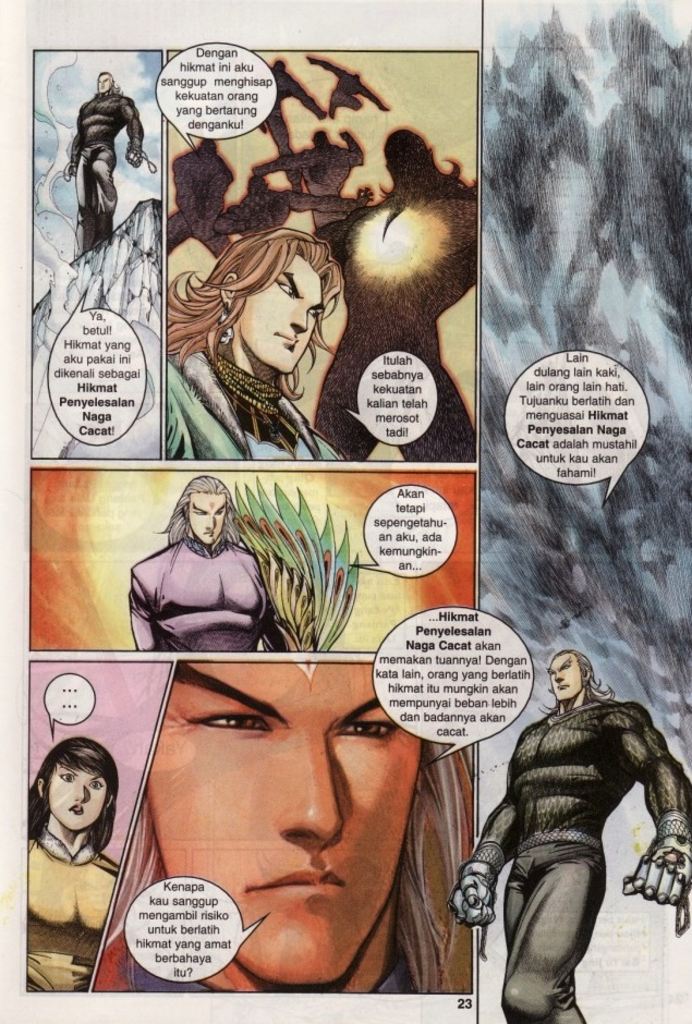 Dengan
hikmat ini aku
sanggup menghisap
kekuatan orang
yang bertarung
denganku!
Ya,
betul!
Hikmat yang
aku pakai ini
dikenali sebagai
Hikmat
Penyelesalan
Naga
Cacat!
Itulah
sebabnya
kekuatan
kalian telah
merosot
tadi!
Akan
tetapi
sepengetahu-
an aku, ada
kemungkin-
an...
...Hikmat
Penyelesalan
Naga Cacat akan
memakan tuannya! Dengan
kata lain, orang yang berlatih
hikmat itu mungkin akan
mempunyai beban lebih
dan badannya akan
cacat.
...
...
Kenapa
kau sanggup
mengambil risiko
untuk berlatih
hikmat yang amat
berbahaya
itu?
Lain
dulang lain kaki,
lain orang lain hati.
Tujuanku berlatih dan
menguasai Hikmat
Penyelesalan Naga
Cacat adalah mustahil
untuk kau
fahami!
23